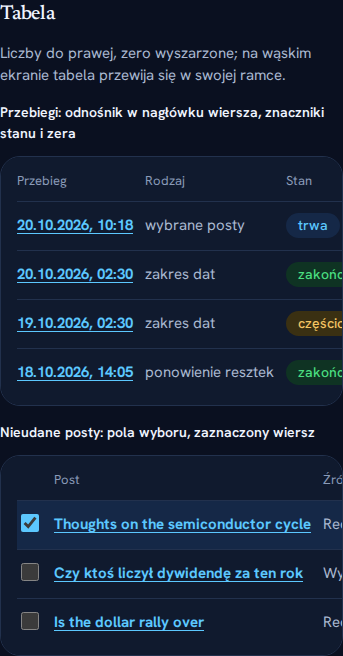 Tabela
Liczby do prawej, zero wyszarzone; na wąskim
ekranie tabela przewija się w swojej ramce.
Przebiegi: odnośnik w nagłówku wiersza, znaczniki
stanu i zera
Przebieg Rodzaj Stan
20.10.2026, 10:18 wybrane posty trwa
20.10.2026, 02:30 zakres dat
19.10.2026, 02:30 zakres dat
18.10.2026, 14:05 ponowienie resztek
Nieudane posty: pola wyboru, zaznaczony wiersz
Post
Thoughts on the semiconductor cycle
Czy ktoś liczył dywidendę za ten rok
Is the dollar rally over